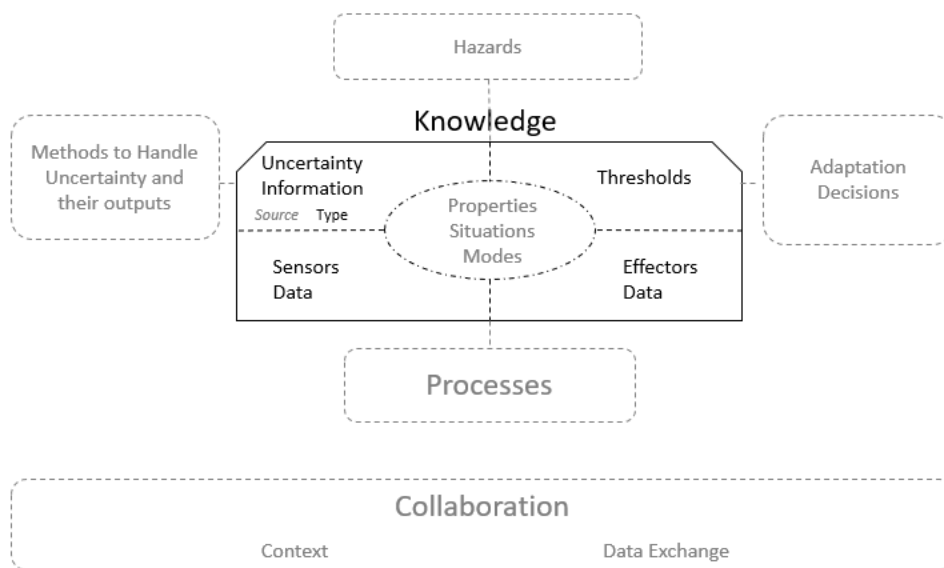 Hazards
Knowledge
Methods to Handle
Uncertainty and
their outputs
Uncertainty
Information
Source Type
Thresholds
Properties
Situations
Modes
Adaptation
Decisions
Sensors
Data
Effectors
Data
Processes
Collaboration
Context Data Exchange